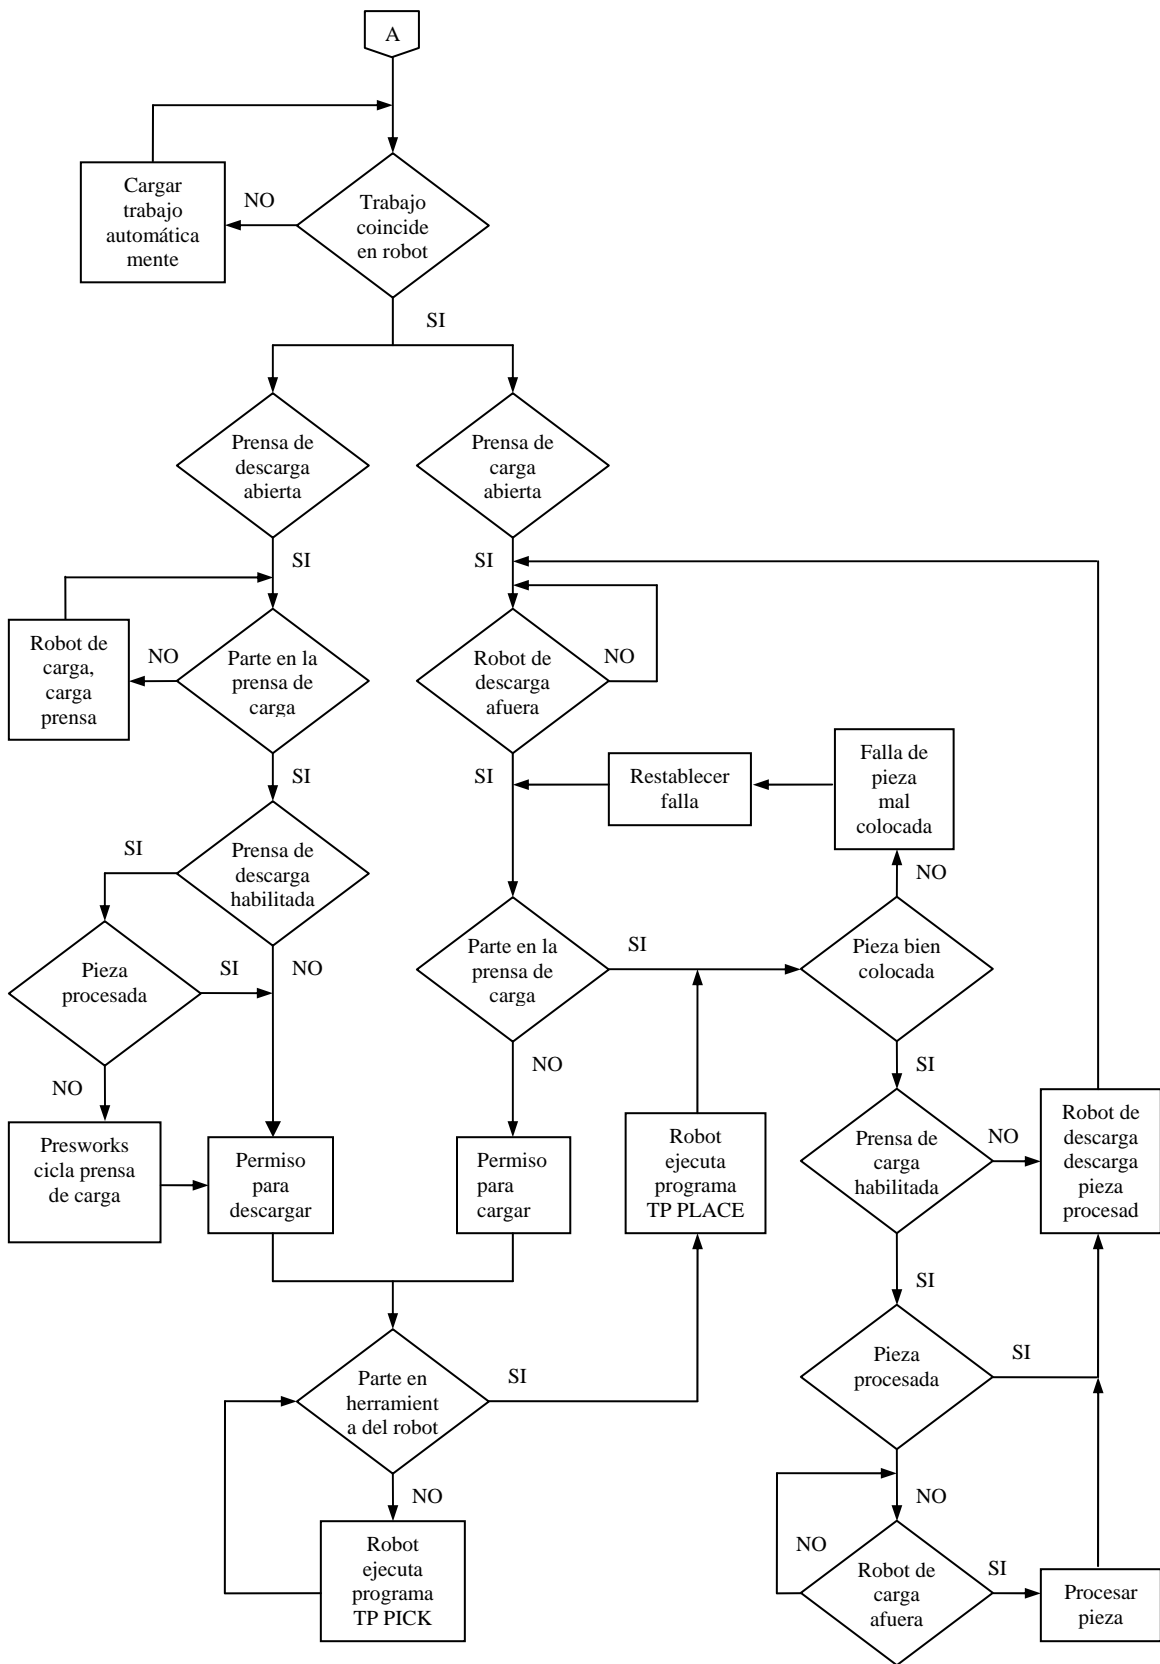 A
Cargar
trabajo
automática
mente
NO
Trabajo
coincide
en robot
SI
Prensa de
descarga
abierta
Prensa de
carga
abierta
SI
SI
Robot de
carga,
carga
prensa
NO
Parte en la
prensa de
carga
Robot de
descarga
afuera
NO
SI
SI
Restablecer
falla
Falla de
pieza
mal
colocada
SI
Prensa de
descarga
habilitada
NO
Pieza
procesada
SI
NO
Parte en la
prensa de
carga
SI
Pieza bien
colocada
NO
NO
SI
Presworks
cicla prensa
de carga
Permiso
para
descargar
Permiso
para
cargar
Robot
ejecuta
programa
TP PLACE
Prensa de
carga
habilitada
NO
Robot de
descarga
descarga
pieza
procesad
SI
Parte en
herramient
a del robot
SI
Pieza
procesada
SI
NO
NO
Robot
ejecuta
programa
TP PICK
NO
Robot de
carga
afuera
SI
Procesar
pieza